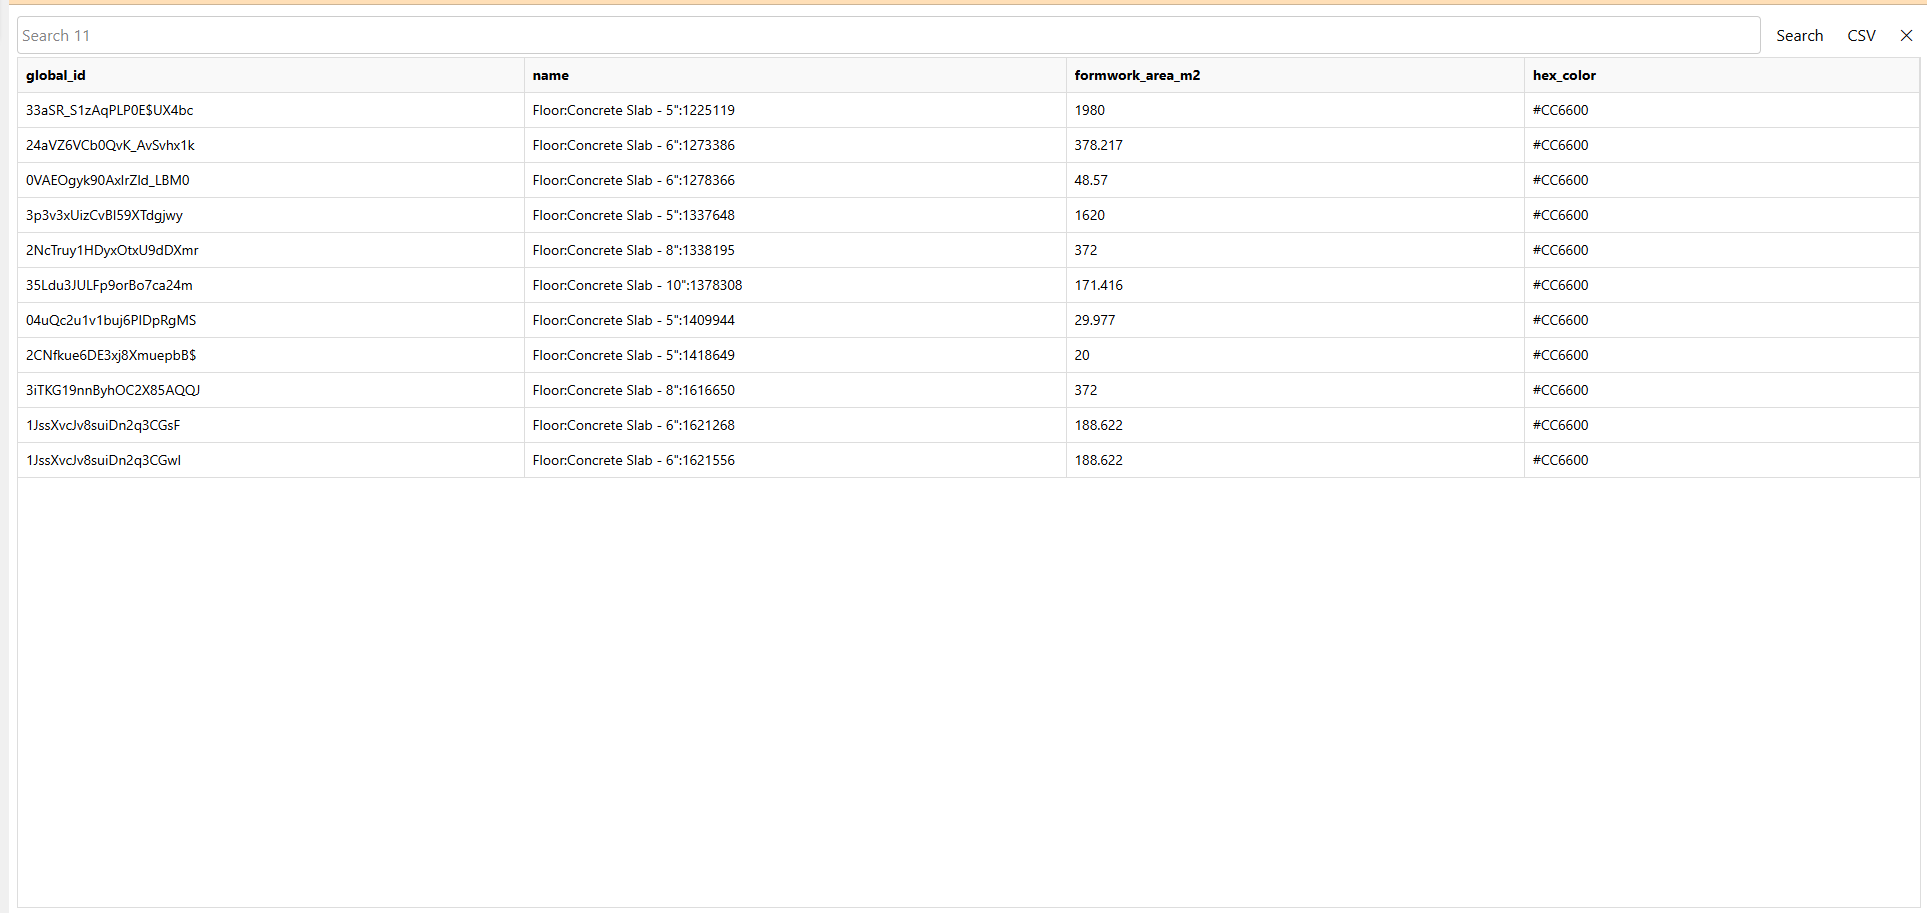 Search 11 Search CSV
global_id name formwork_area_m2 hex_color
33aSR_S1zAqPLP0E$UX4bc Floor:Concrete Slab - 5":1225119 1980 #CC6600
24aVZ6VCb0QvK_AvSvhx1k Floor:Concrete Slab - 6":1273386 378.217 #CC6600
0VAEOgyk90AxIrZld_LBM0 Floor:Concrete Slab - 6":1278366 48.57 #CC6600
3p3v3xUizCvBI59XTdgjwy Floor:Concrete Slab - 5":1337648 1620 #CC6600
2NcTruy1HDyxOtxU9dDXmr Floor:Concrete Slab - 8":1338195 372 #CC6600
35Ldu3JULFp9orBo7ca24m Floor:Concrete Slab - 10":1378308 171.416 #CC6600
04uQc2u1v1buj6PIDpRgMS Floor:Concrete Slab - 5":1409944 29.977 #CC6600
2CNfkue6DE3xj8XmuepbB$ Floor:Concrete Slab - 5":1418649 20 #CC6600
3iTKG19nnByhOC2X85AQQJ Floor:Concrete Slab - 8":1616650 372 #CC6600
1JssXvcJv8suiDn2q3CGsF Floor:Concrete Slab - 6":1621268 188.622 #CC6600
1JssXvcJv8suiDn2q3CGwI Floor:Concrete Slab - 6":1621556 188.622 #CC6600